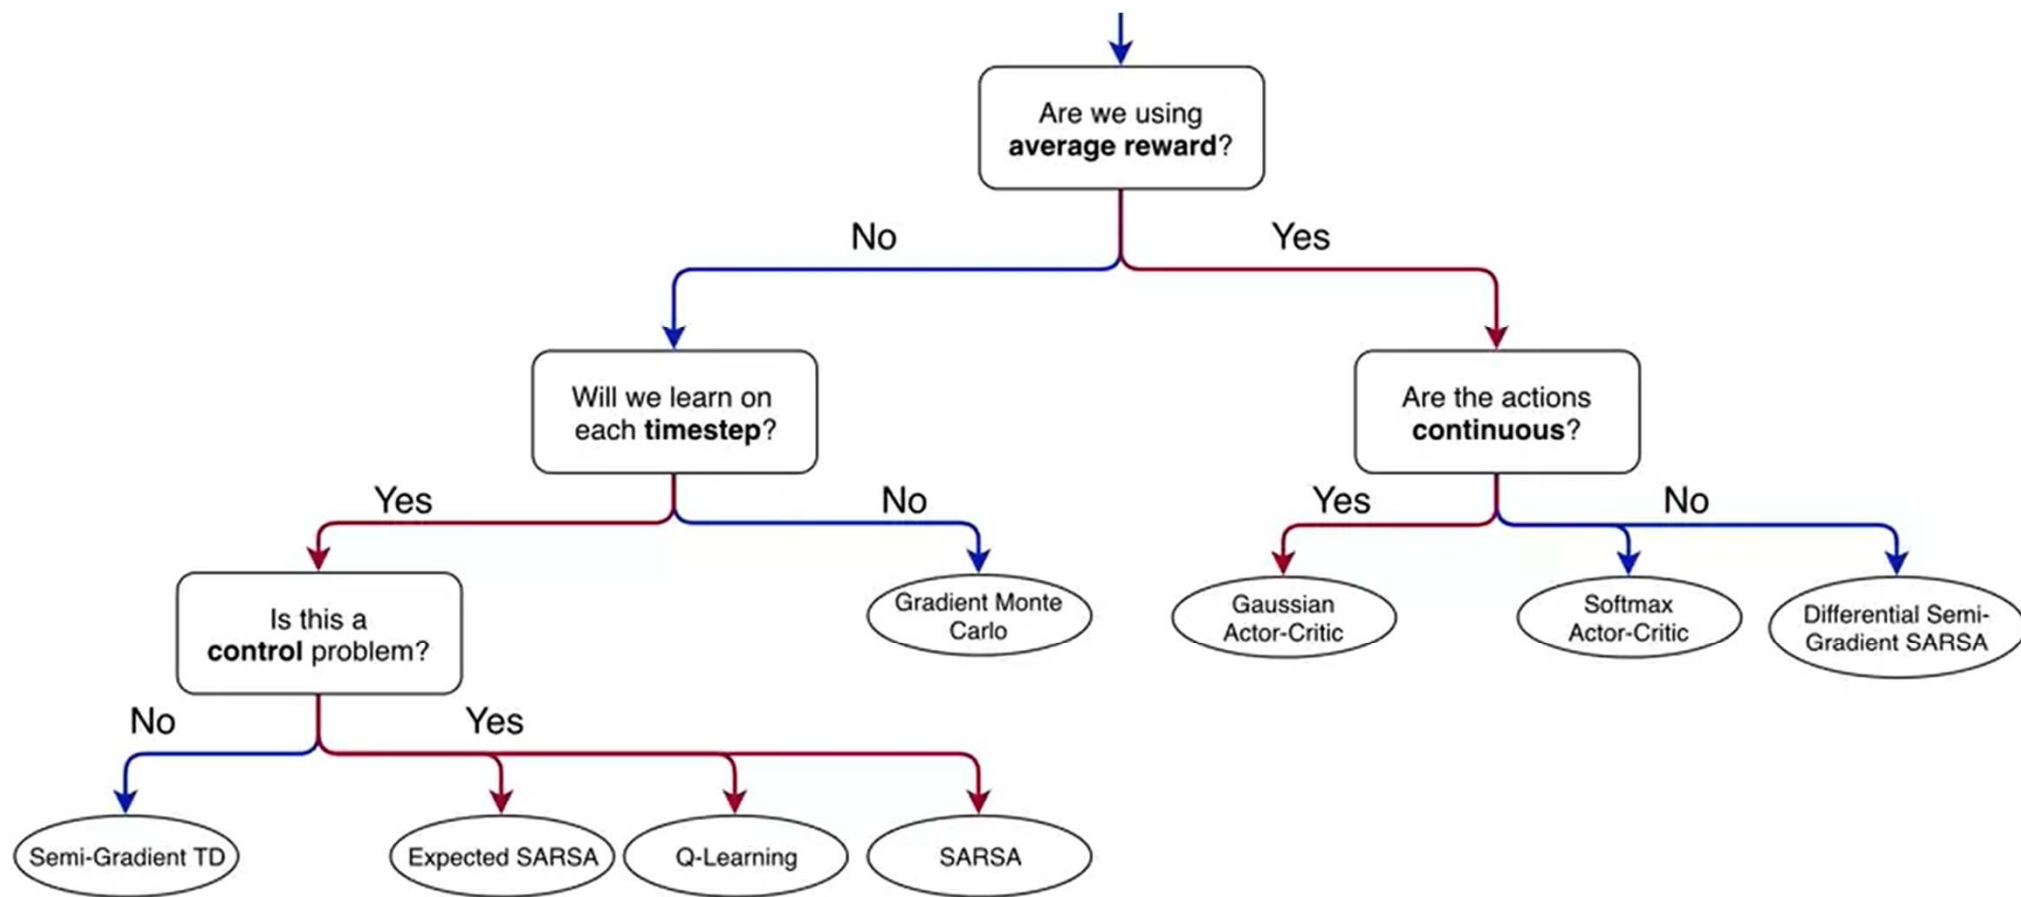 Are we using
average reward?
No
Yes
Will we learn on
each timestep?
Are the actions
continuous?
Yes
No
Yes
No
Is this a
control problem?
Gradient Monte
Carlo
Gaussian
Actor-Critic
Softmax
Actor-Critic
Differential Semi-
Gradient SARSA
No
Yes
Semi-Gradient TD
Expected SARSA
Q-Learning
SARSA